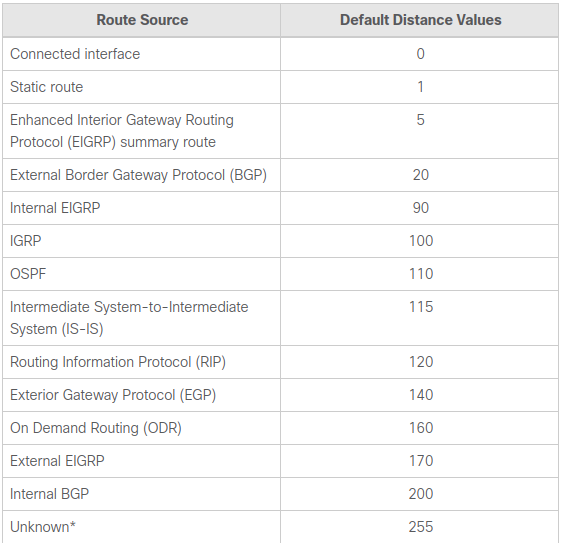 Route Source Default Distance Values
Connected interface 0
Static route 1
Enhanced Interior Gateway Routing 5
Protocol (EIGRP) summary route
External Border Gateway Protocol (BGP) 20
Internal EIGRP 90
IGRP 100
OSPF 110
Intermediate System-to-Intermediate 115
System (IS-IS)
Routing Information Protocol (RIP) 120
Exterior Gateway Protocol (EGP) 140
On Demand Routing (ODR) 160
External EIGRP 170
Internal BGP 200
Unknown* 255